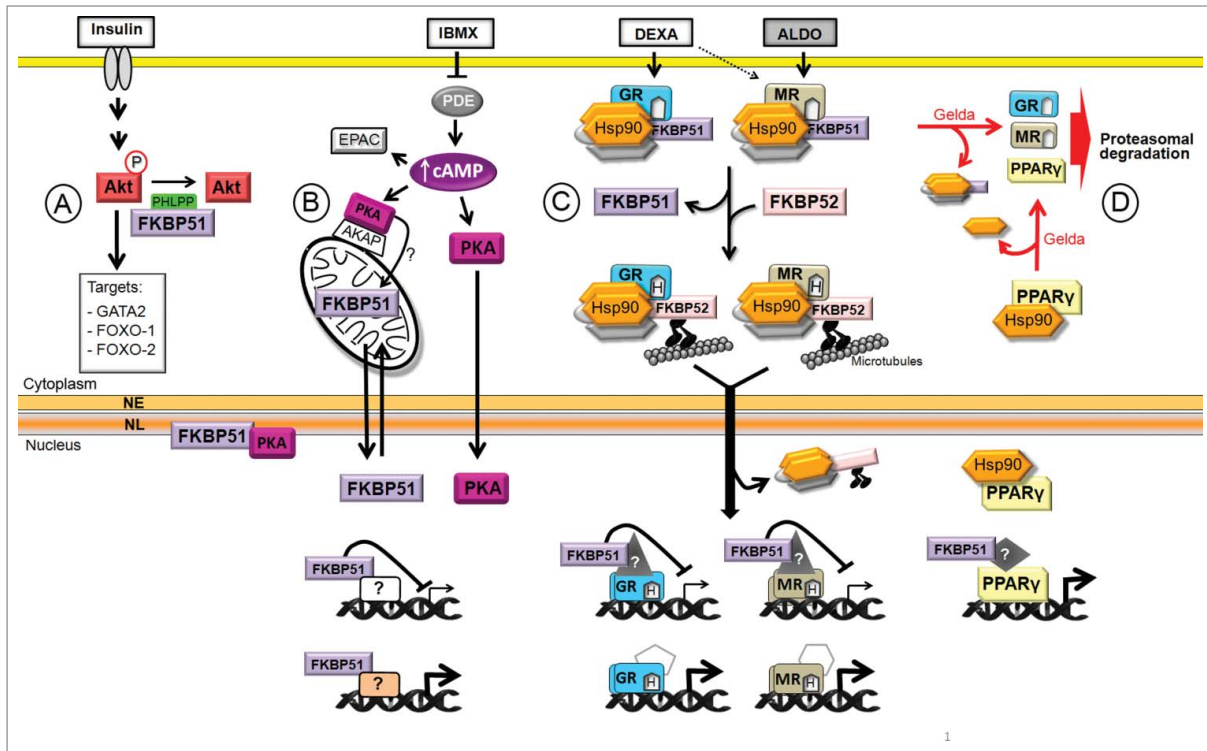 Insulin
IBMX
DEXA
ALDO
P
Akt
Akt
PHLPP
FKBP51
A
Targets:
- GATA2
- FOXO-1
- FOXO-2
PDE
EPAC
↑cAMP
B
PKA
AKAP
?
PKA
FKBP51
GR
Hsp90
FKBP51
MR
Hsp90
FKBP51
C
FKBP51
FKBP52
GR
H
Hsp90
FKBP52
MR
H
Hsp90
FKBP52
Microtubules
Gelda
GR
MR
PPARγ
Proteasomal
degradation
D
Gelda
PPARγ
Hsp90
Cytoplasm
NE
NL
Nucleus
FKBP51
PKA
FKBP51
PKA
Hsp90
PPARγ
FKBP51
?
FKBP51
?
GR
H
FKBP51
?
MR
H
FKBP51
?
PPARγ
FKBP51
?
GR
H
MR
H
1